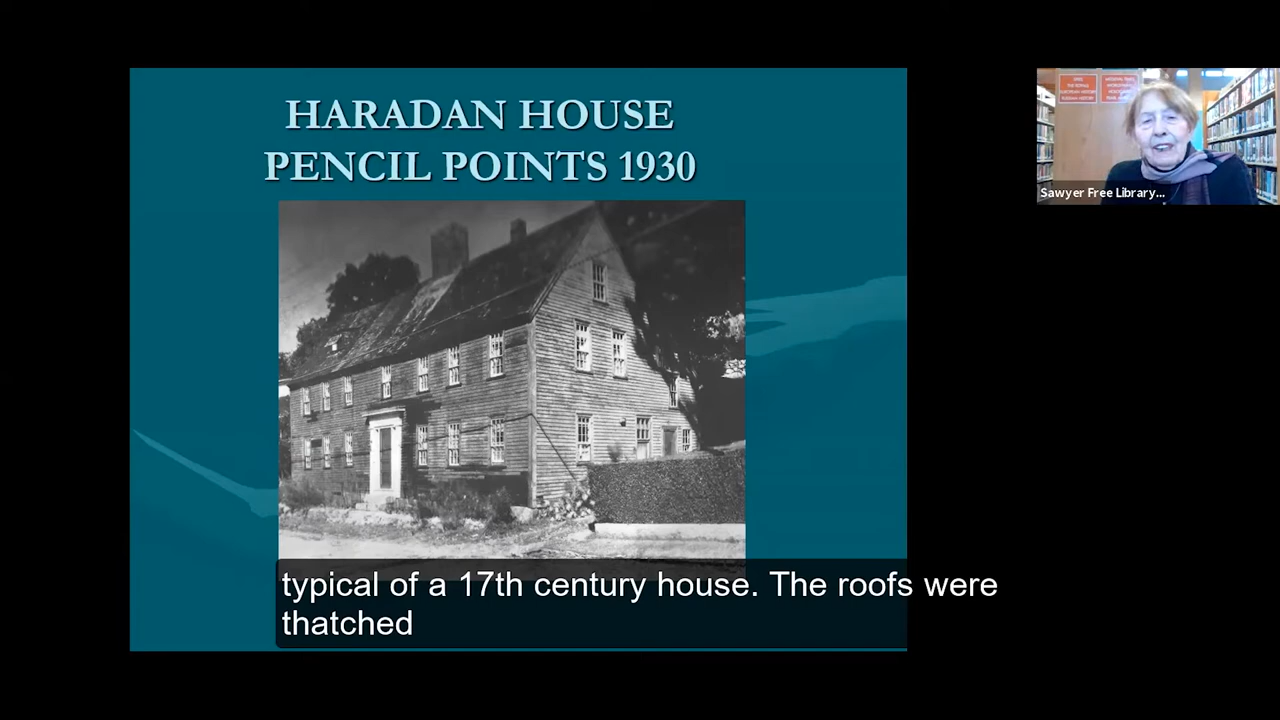 HARADAN HOUSE
PENCIL POINTS 1930
Sawyer Free Library...
typical of a 17th century house. The roofs were
thatched